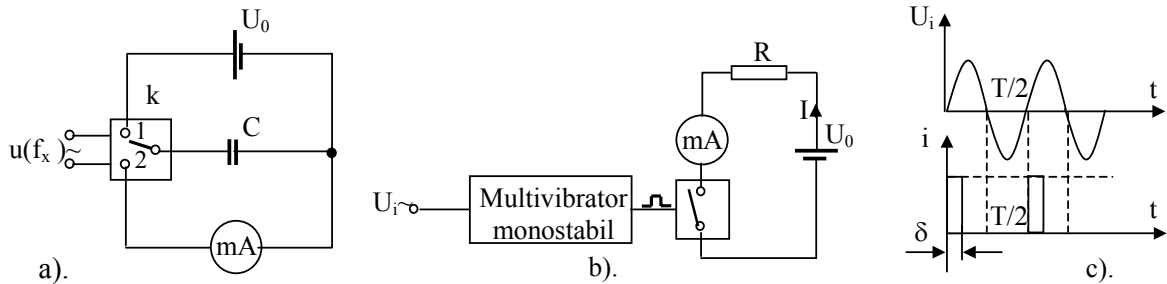 U₀
k
1
C
u(fₓ)~
2
mA
a).
R
I
mA
U₀
Uᵢ~
Multivibrator
monostabil
b).
Uᵢ
T/2
t
i
T/2
t
δ
c).